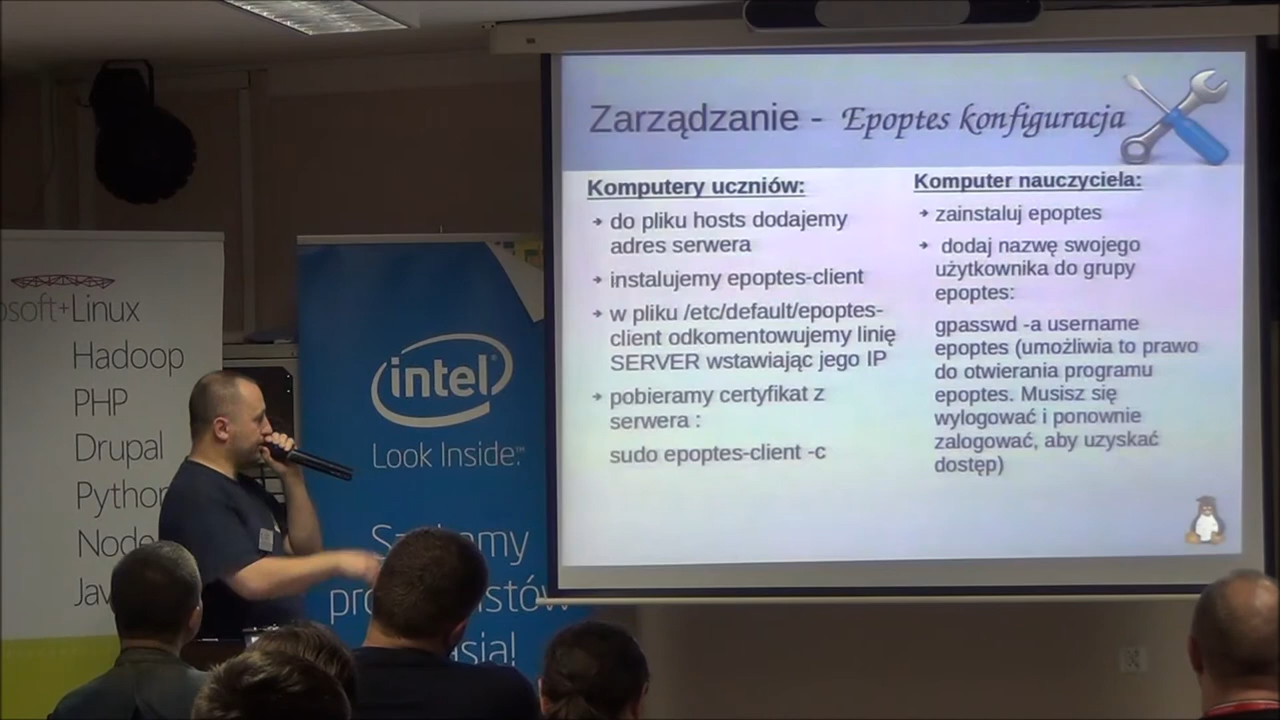 Zarządzanie - Epoptes konfiguracja
Komputery uczniów:
do pliku hosts dodajemy
adres serwera
instalujemy epoptes-client
w pliku /etc/default/epoptes-
client odkomentowujemy linię
SERVER wstawiając jego IP
pobieramy certyfikat z
serwera :
sudo epoptes-client -c
Komputer nauczyciela:
zainstaluj epoptes
dodaj nazwę swojego
użytkownika do grupy
epoptes:
gpasswd -a username
epoptes (umożliwia to prawo
do otwierania programu
epoptes. Musisz się
wylogować i ponownie
zalogować, aby uzyskać
dostęp)
osoft+Linux
Hadoop
PHP
Drupal
Python
Node
Jav
intel
Look Inside.™